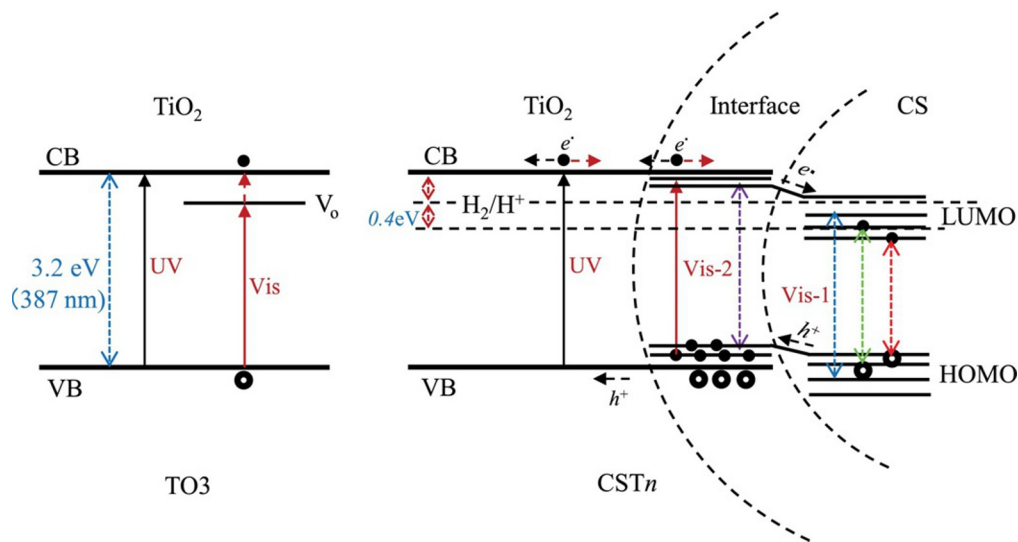 TiO₂
CB
Vₒ
3.2 eV
(387 nm)
UV
Vis
VB
TO3
TiO₂
Interface
CS
CB
e·
e·
e·
H₂/H⁺
0.4eV
LUMO
UV
Vis-2
Vis-1
h⁺
VB
h⁺
HOMO
CSTn